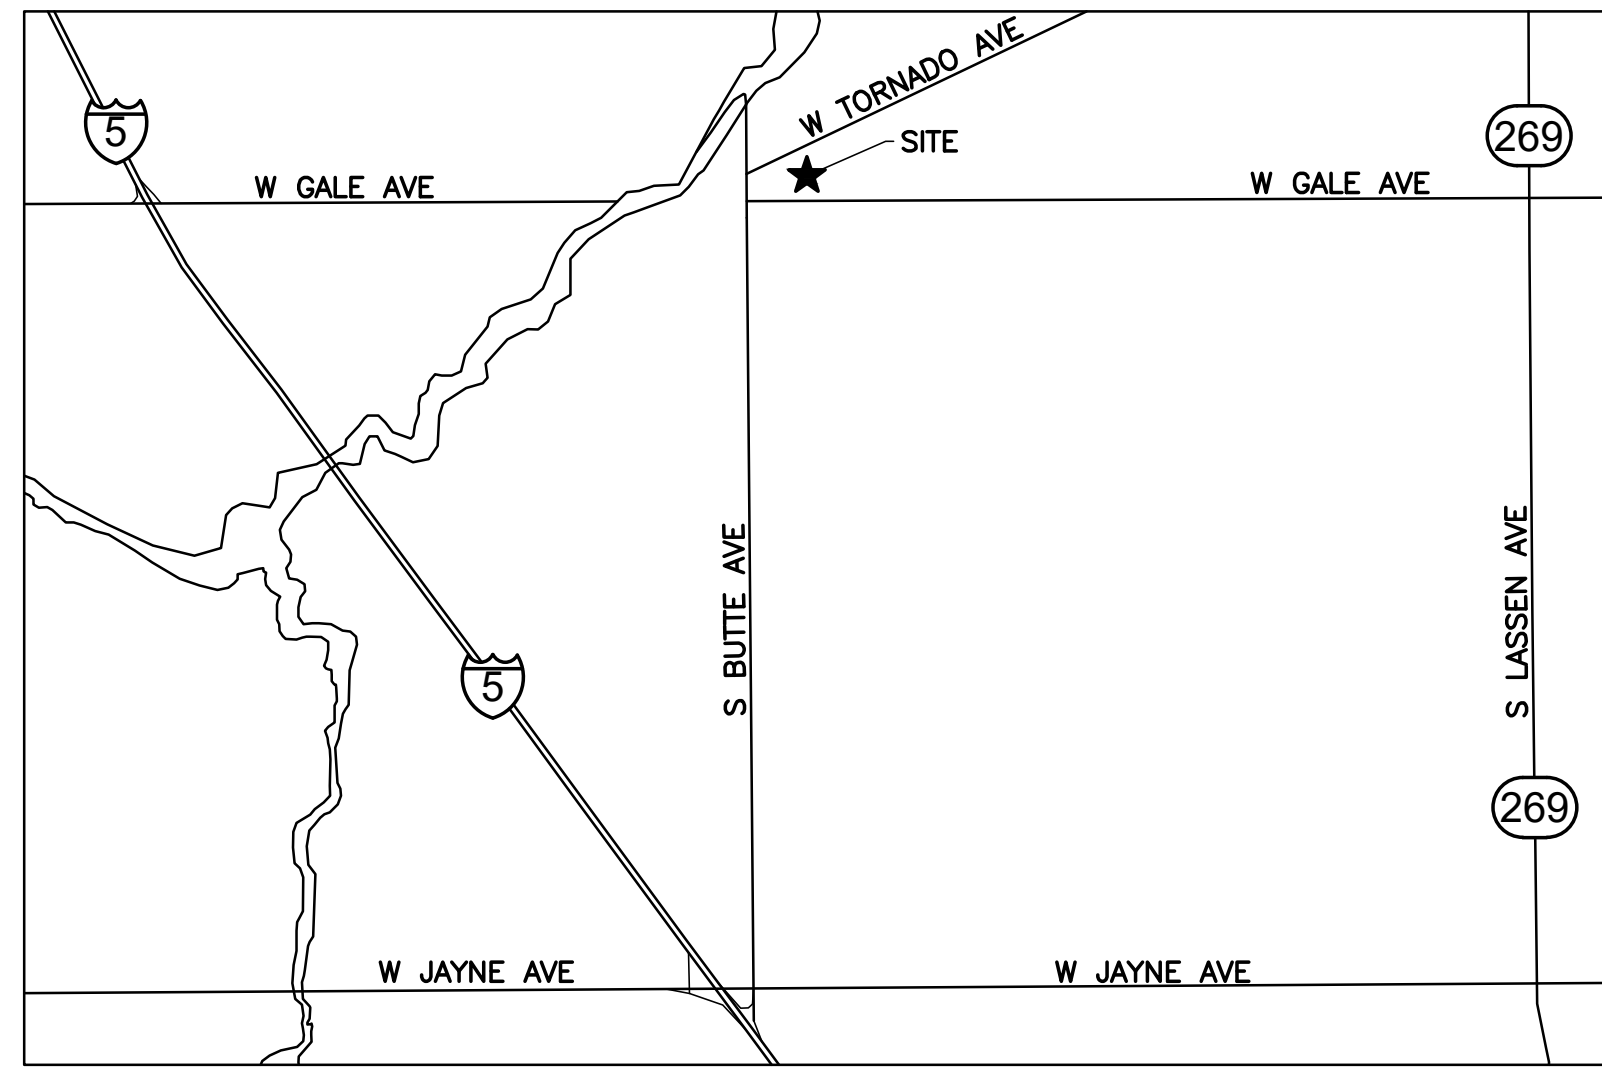 W TORNADO AVE
5
269
SITE
W GALE AVE
W GALE AVE
S BUTTE AVE
S LASSEN AVE
5
269
W JAYNE AVE
W JAYNE AVE